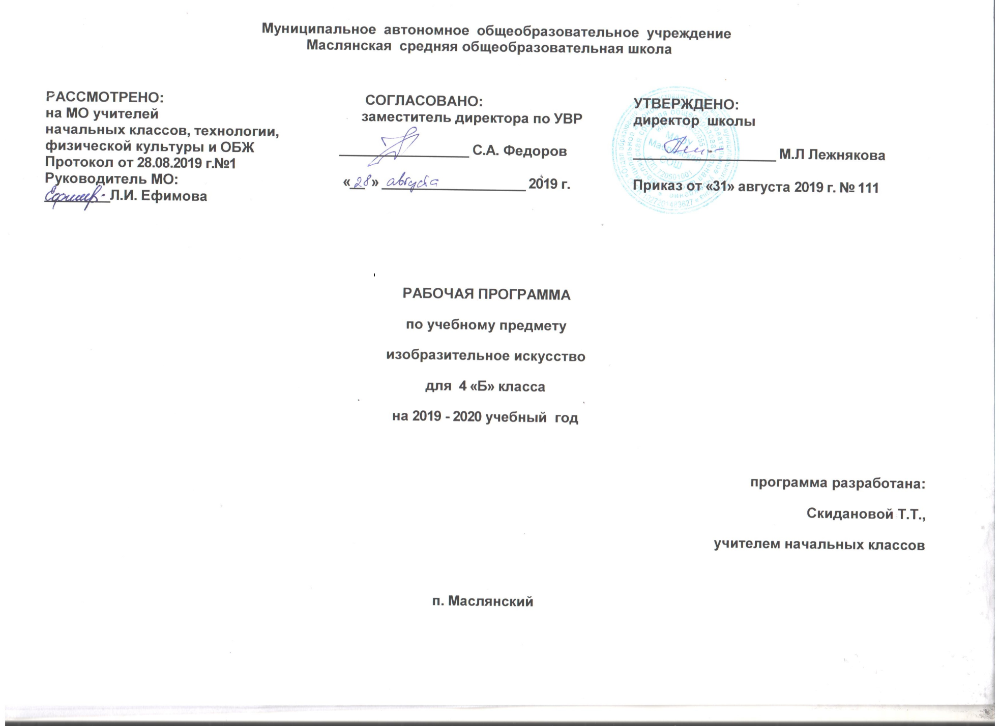 Муниципальное автономное общеобразовательное учреждение
Маслянская средняя общеобразовательная школа
РАССМОТРЕНО:
на МО учителей
начальных классов, технологии,
физической культуры и ОБЖ
Протокол от 28.08.2019 г.№1
Руководитель МО:
Л.И. Ефимова
СОГЛАСОВАНО:
заместитель директора по УВР
С.А. Федоров
«28» августа 2019 г.
УТВЕРЖДЕНО:
директор школы
М.Л Лежнякова
Приказ от «31» августа 2019 г. № 111
МАОУ
Маслянская
СОШ
РАБОЧАЯ ПРОГРАММА
по учебному предмету
изобразительное искусство
для 4 «Б» класса
на 2019 - 2020 учебный год
программа разработана:
Скидановой Т.Т.,
учителем начальных классов
п. Маслянский